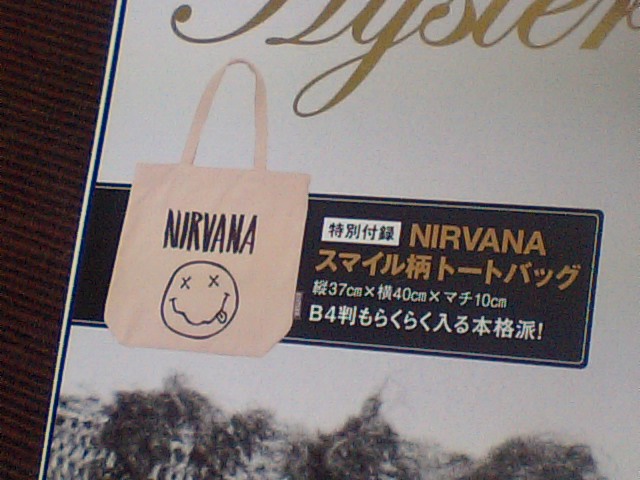 Hyster
NIRVANA
特別付録 NIRVANA
スマイル柄トートバッグ
縦37cm×横40cm×マチ10cm
B4判もらくらく入る本格派!